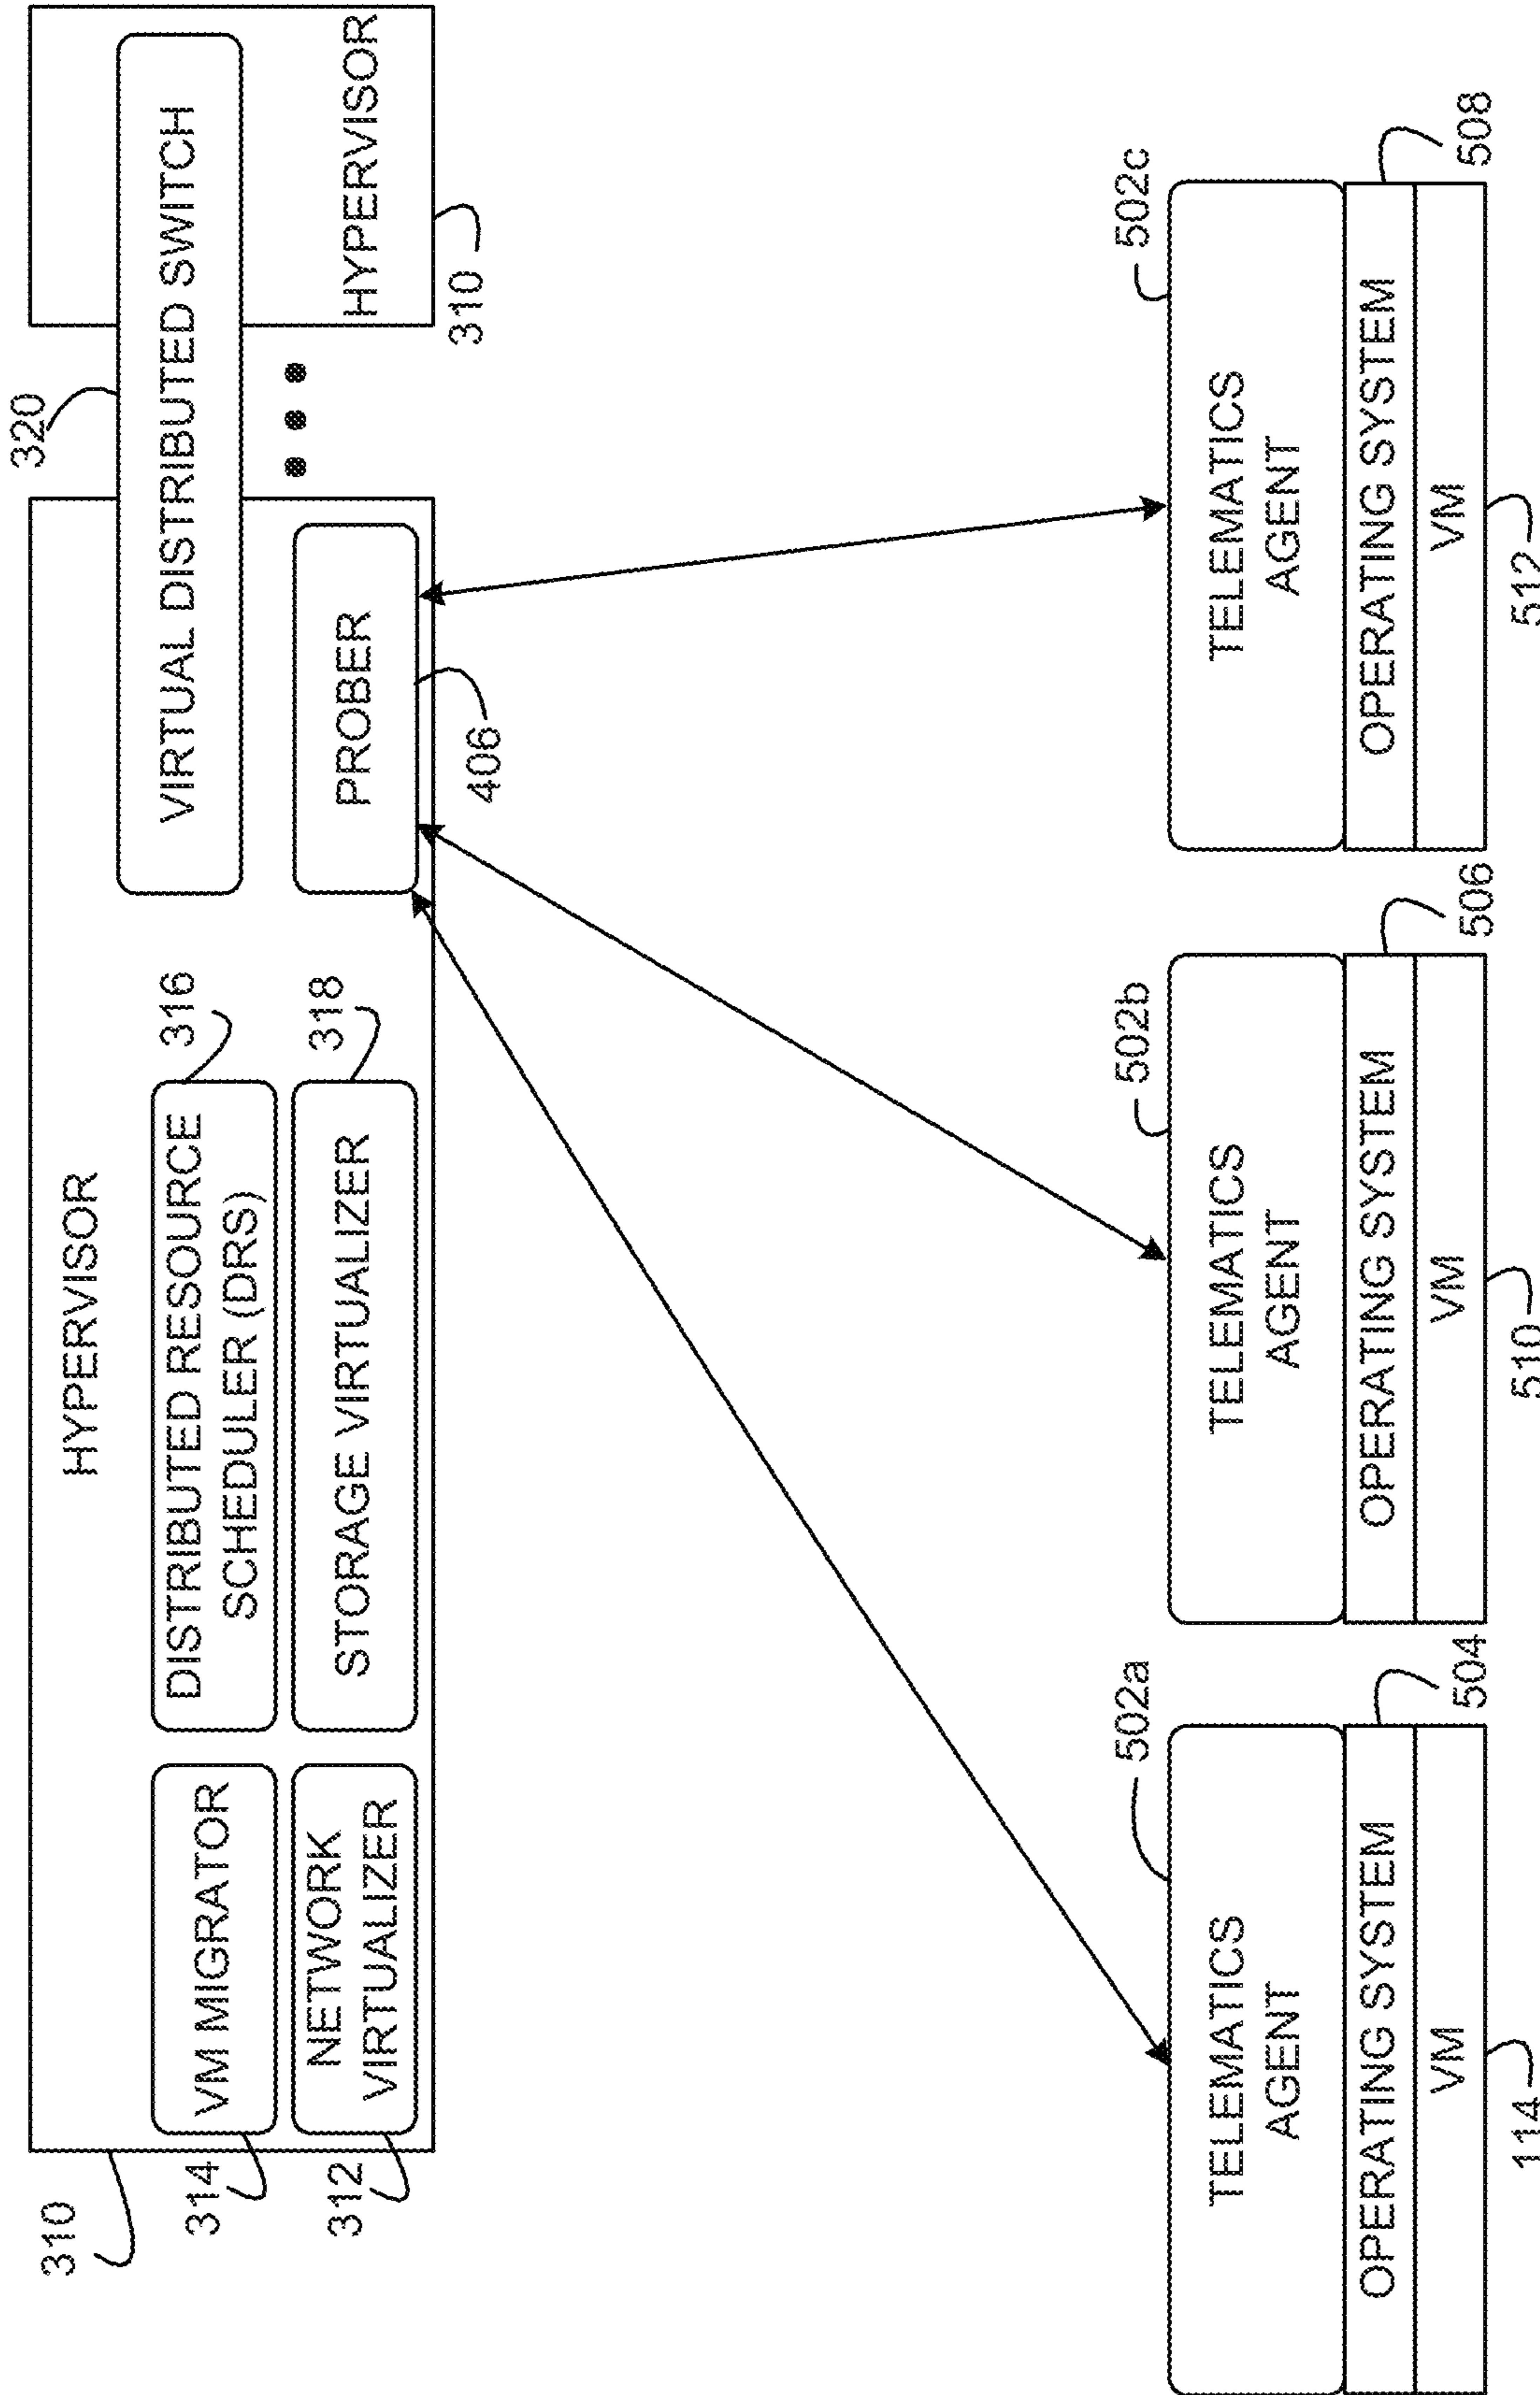 320
310
HYPERVISOR
VIRTUAL DISTRIBUTED SWITCH
HYPERVISOR
310
314
VM MIGRATOR
DISTRIBUTED RESOURCE
SCHEDULER (DRS)
316
312
NETWORK
VIRTUALIZER
STORAGE VIRTUALIZER
318
PROBER
406
502a
TELEMATICS
AGENT
OPERATING SYSTEM
504
VM
114
502b
TELEMATICS
AGENT
OPERATING SYSTEM
506
VM
510
502c
TELEMATICS
AGENT
OPERATING SYSTEM
508
VM
512